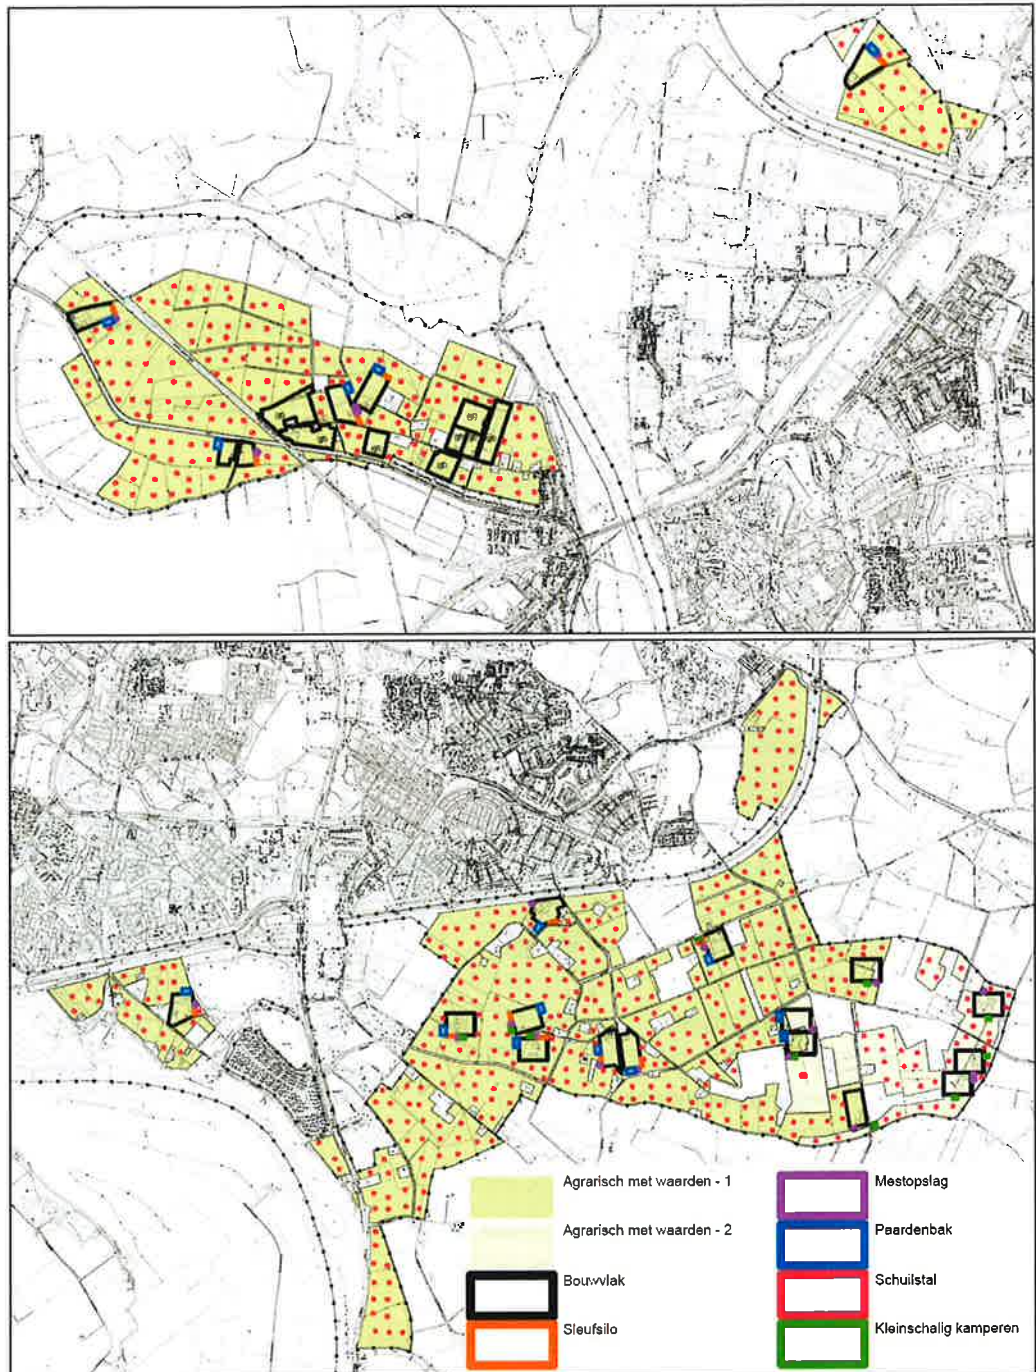 Agrarisch met waarden - 1
Agrarisch met waarden - 2
Bouwvlak
Sleufsilo
Mestopslag
Paardenbak
Schuilstal
Kleinschalig kamperen